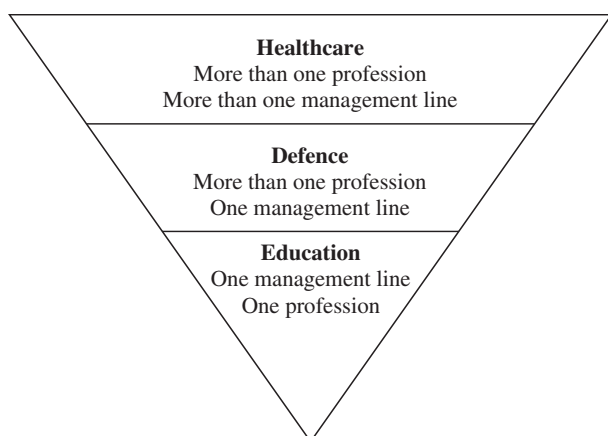 Healthcare
More than one profession
More than one management line
Defence
More than one profession
One management line
Education
One management line
One profession